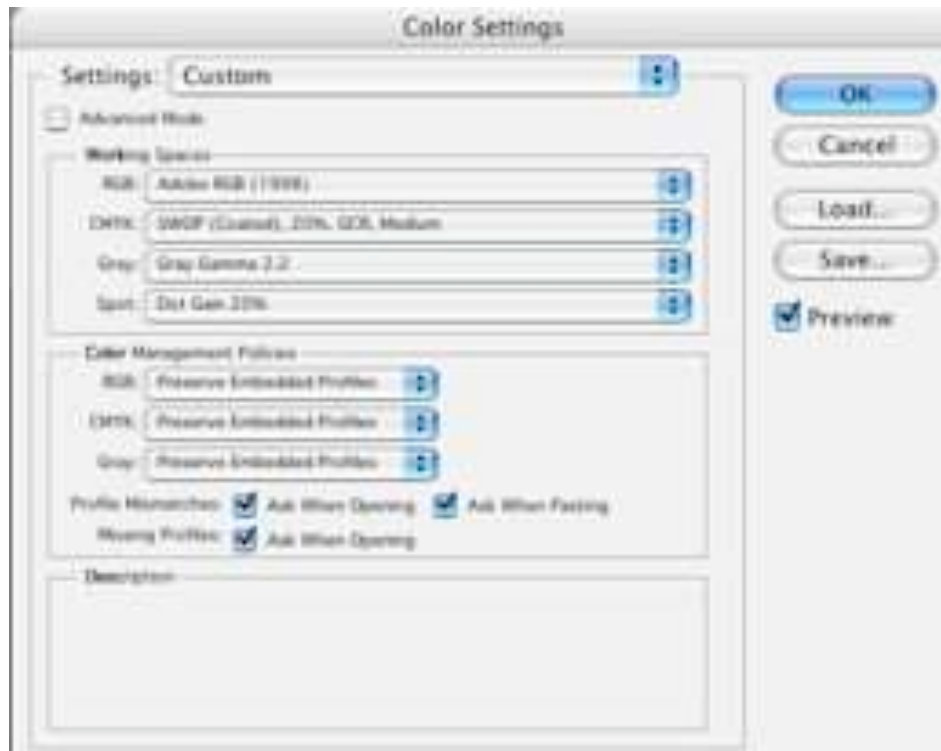 Color Settings
Settings: Custom
OK
Advanced Mode
Cancel
Working Spaces
RGB: Adobe RGB (1998)
Load...
CMYK: SWOP (Coated), 20%, GCR, Medium
Gray: Gray Gamma 2.2
Save...
Spot: Dot Gain 20%
Preview
Color Management Policies
RGB: Preserve Embedded Profiles
CMYK: Preserve Embedded Profiles
Gray: Preserve Embedded Profiles
Profile Mismatches: Ask When Opening Ask When Pasting
Missing Profiles: Ask When Opening
Description